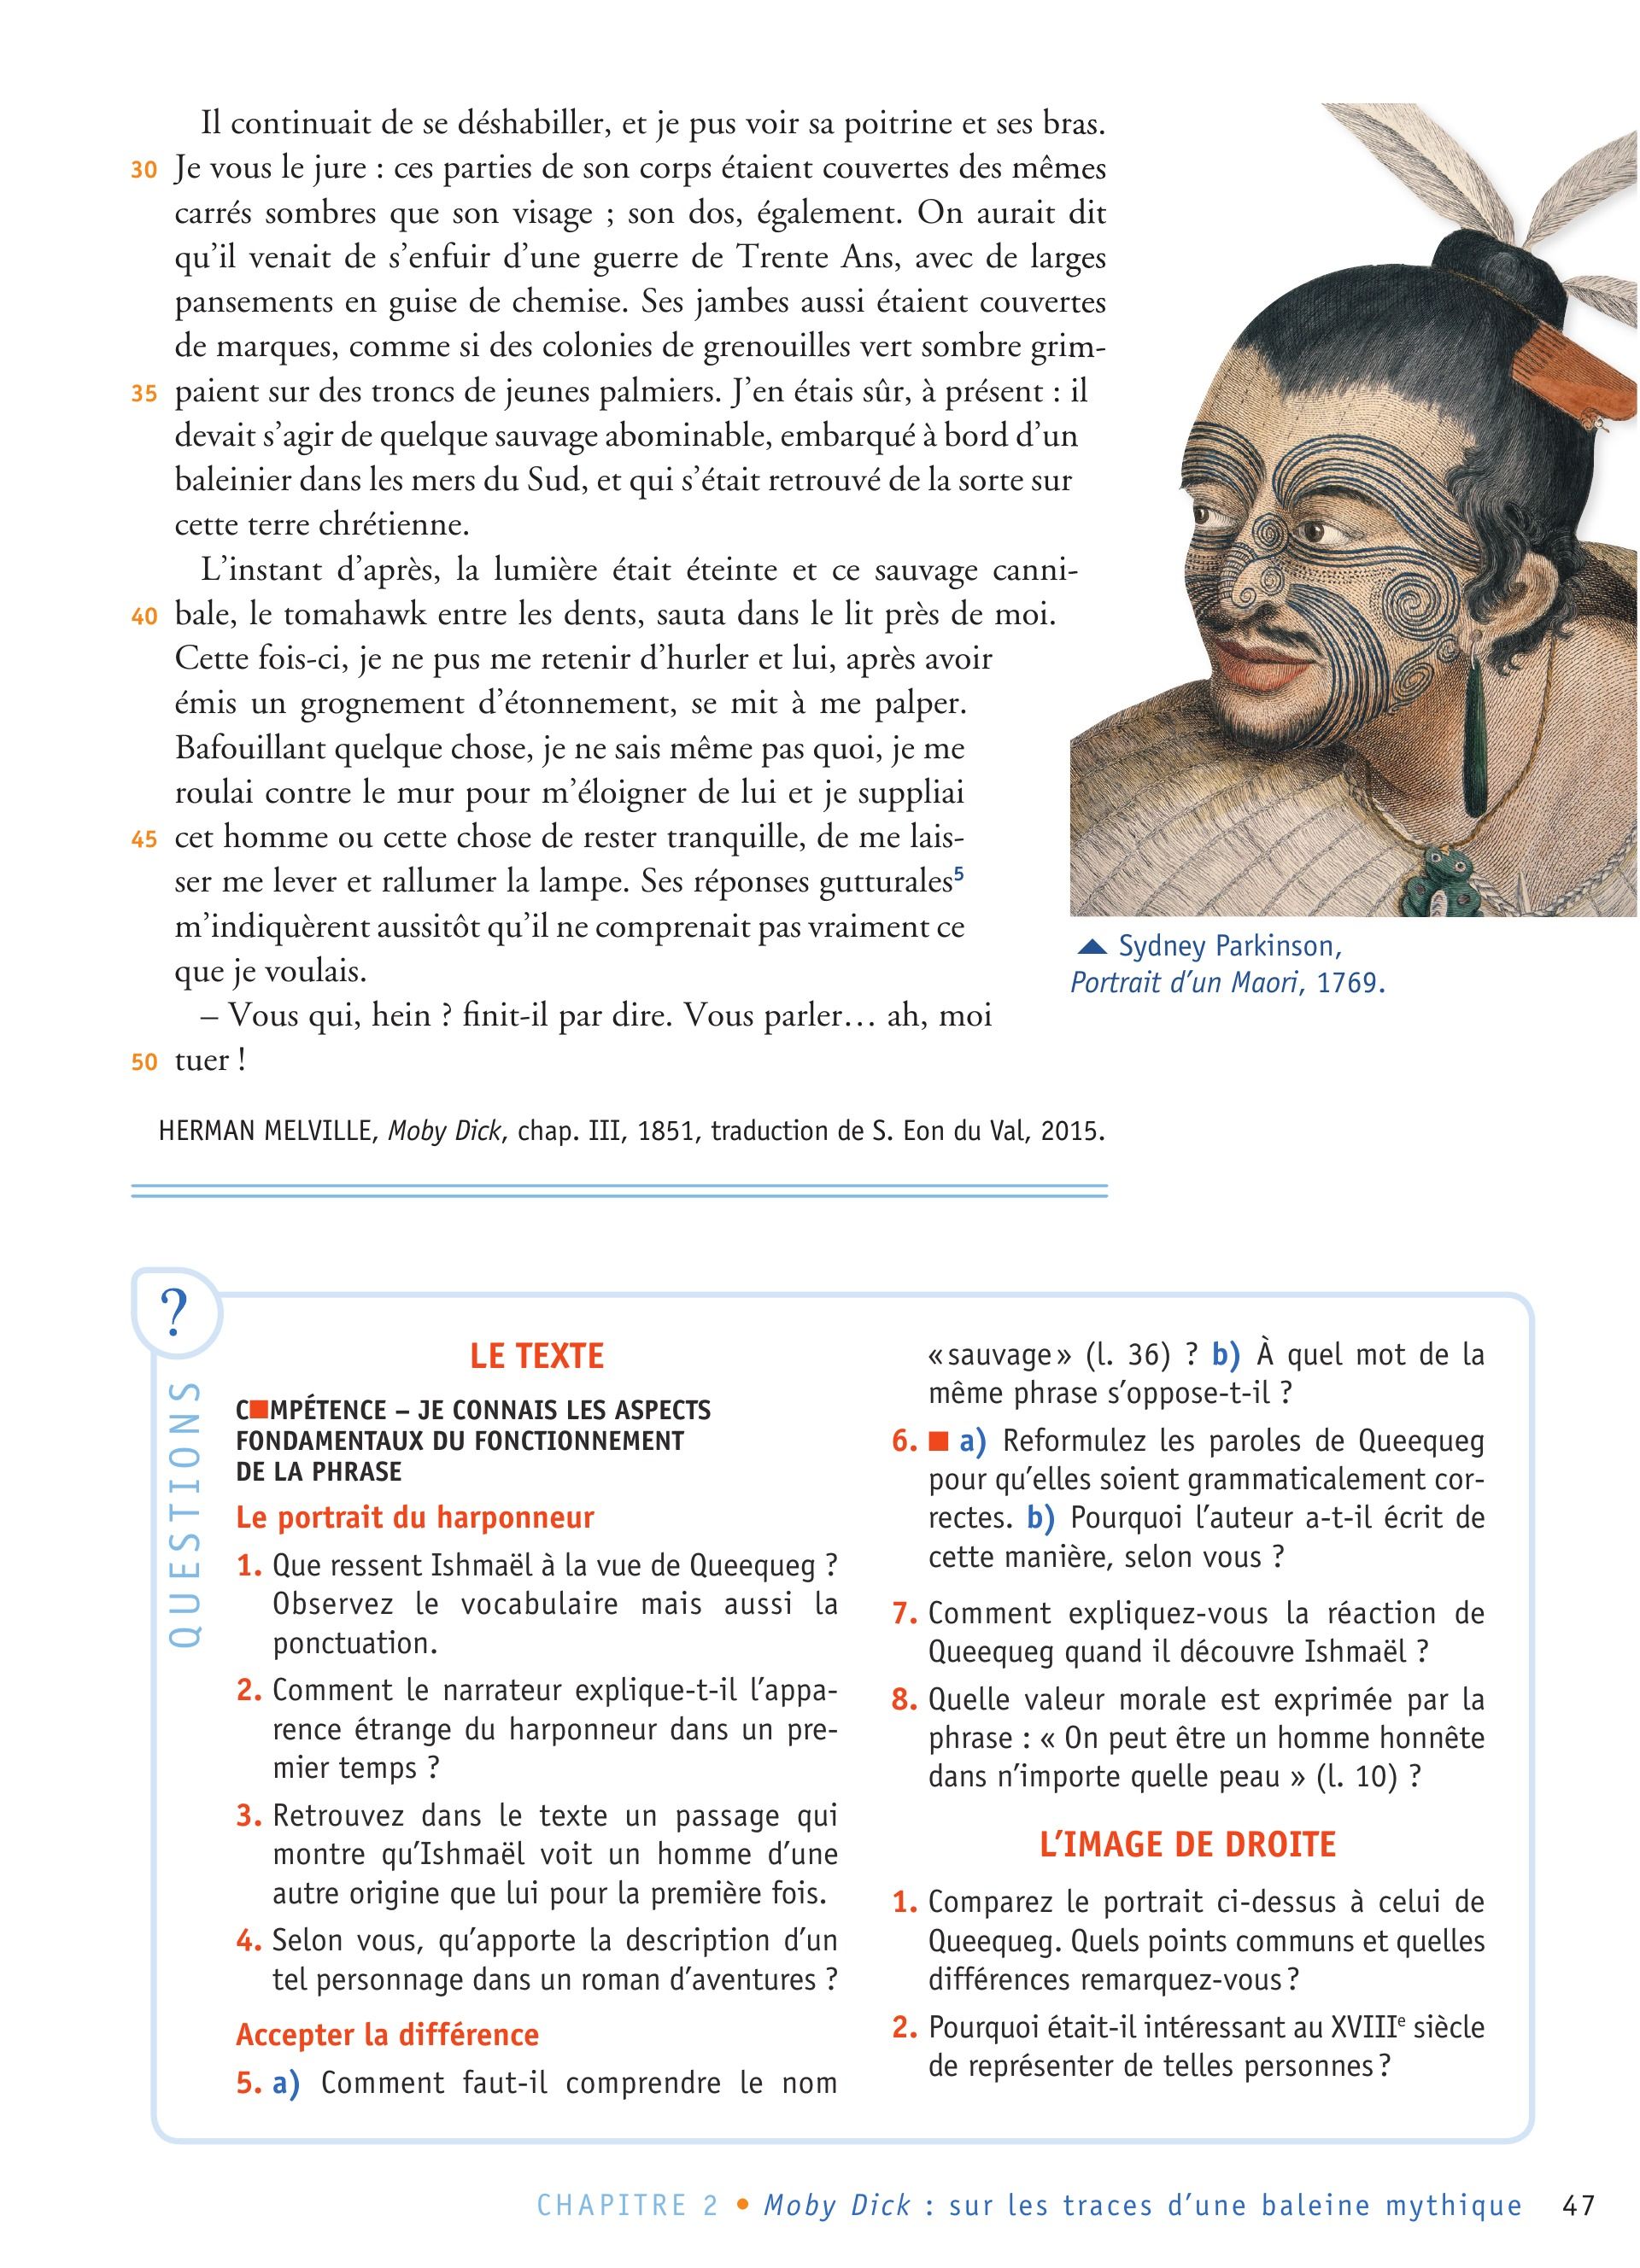 Il continuait de se déshabiller, et je pus voir sa poitrine et ses bras.
30 Je vous le jure : ces parties de son corps étaient couvertes des mêmes
carrés sombres que son visage ; son dos, également. On aurait dit
qu’il venait de s’enfuir d’une guerre de Trente Ans, avec de larges
pansements en guise de chemise. Ses jambes aussi étaient couvertes
de marques, comme si des colonies de grenouilles vert sombre grim-
35 paient sur des troncs de jeunes palmiers. J’en étais sûr, à présent : il
devait s’agir de quelque sauvage abominable, embarqué à bord d’un
baleinier dans les mers du Sud, et qui s’était retrouvé de la sorte sur
cette terre chrétienne.
L’instant d’après, la lumière était éteinte et ce sauvage canni-
40 bale, le tomahawk entre les dents, sauta dans le lit près de moi.
Cette fois-ci, je ne pus me retenir d’hurler et lui, après avoir
émis un grognement d’étonnement, se mit à me palper.
Bafouillant quelque chose, je ne sais même pas quoi, je me
roulai contre le mur pour m’éloigner de lui et je suppliai
45 cet homme ou cette chose de rester tranquille, de me lais-
ser me lever et rallumer la lampe. Ses réponses gutturales5
m’indiquèrent aussitôt qu’il ne comprenait pas vraiment ce
que je voulais.
– Vous qui, hein ? finit-il par dire. Vous parler… ah, moi
50 tuer !
HERMAN MELVILLE, Moby Dick, chap. III, 1851, traduction de S. Eon du Val, 2015.
▲ Sydney Parkinson,
Portrait d’un Maori, 1769.
?
QUESTIONS
LE TEXTE
C■MPÉTENCE – JE CONNAIS LES ASPECTS
FONDAMENTAUX DU FONCTIONNEMENT
DE LA PHRASE
Le portrait du harponneur
1. Que ressent Ishmaël à la vue de Queequeg ?
Observez le vocabulaire mais aussi la
ponctuation.
2. Comment le narrateur explique-t-il l’appa-
rence étrange du harponneur dans un pre-
mier temps ?
3. Retrouvez dans le texte un passage qui
montre qu’Ishmaël voit un homme d’une
autre origine que lui pour la première fois.
4. Selon vous, qu’apporte la description d’un
tel personnage dans un roman d’aventures ?
Accepter la différence
5. a) Comment faut-il comprendre le nom
« sauvage » (l. 36) ? b) À quel mot de la
même phrase s’oppose-t-il ?
6. ■ a) Reformulez les paroles de Queequeg
pour qu’elles soient grammaticalement cor-
rectes. b) Pourquoi l’auteur a-t-il écrit de
cette manière, selon vous ?
7. Comment expliquez-vous la réaction de
Queequeg quand il découvre Ishmaël ?
8. Quelle valeur morale est exprimée par la
phrase : « On peut être un homme honnête
dans n’importe quelle peau » (l. 10) ?
L’IMAGE DE DROITE
1. Comparez le portrait ci-dessus à celui de
Queequeg. Quels points communs et quelles
différences remarquez-vous ?
2. Pourquoi était-il intéressant au XVIIIe siècle
de représenter de telles personnes ?
CHAPITRE 2 • Moby Dick : sur les traces d’une baleine mythique 47